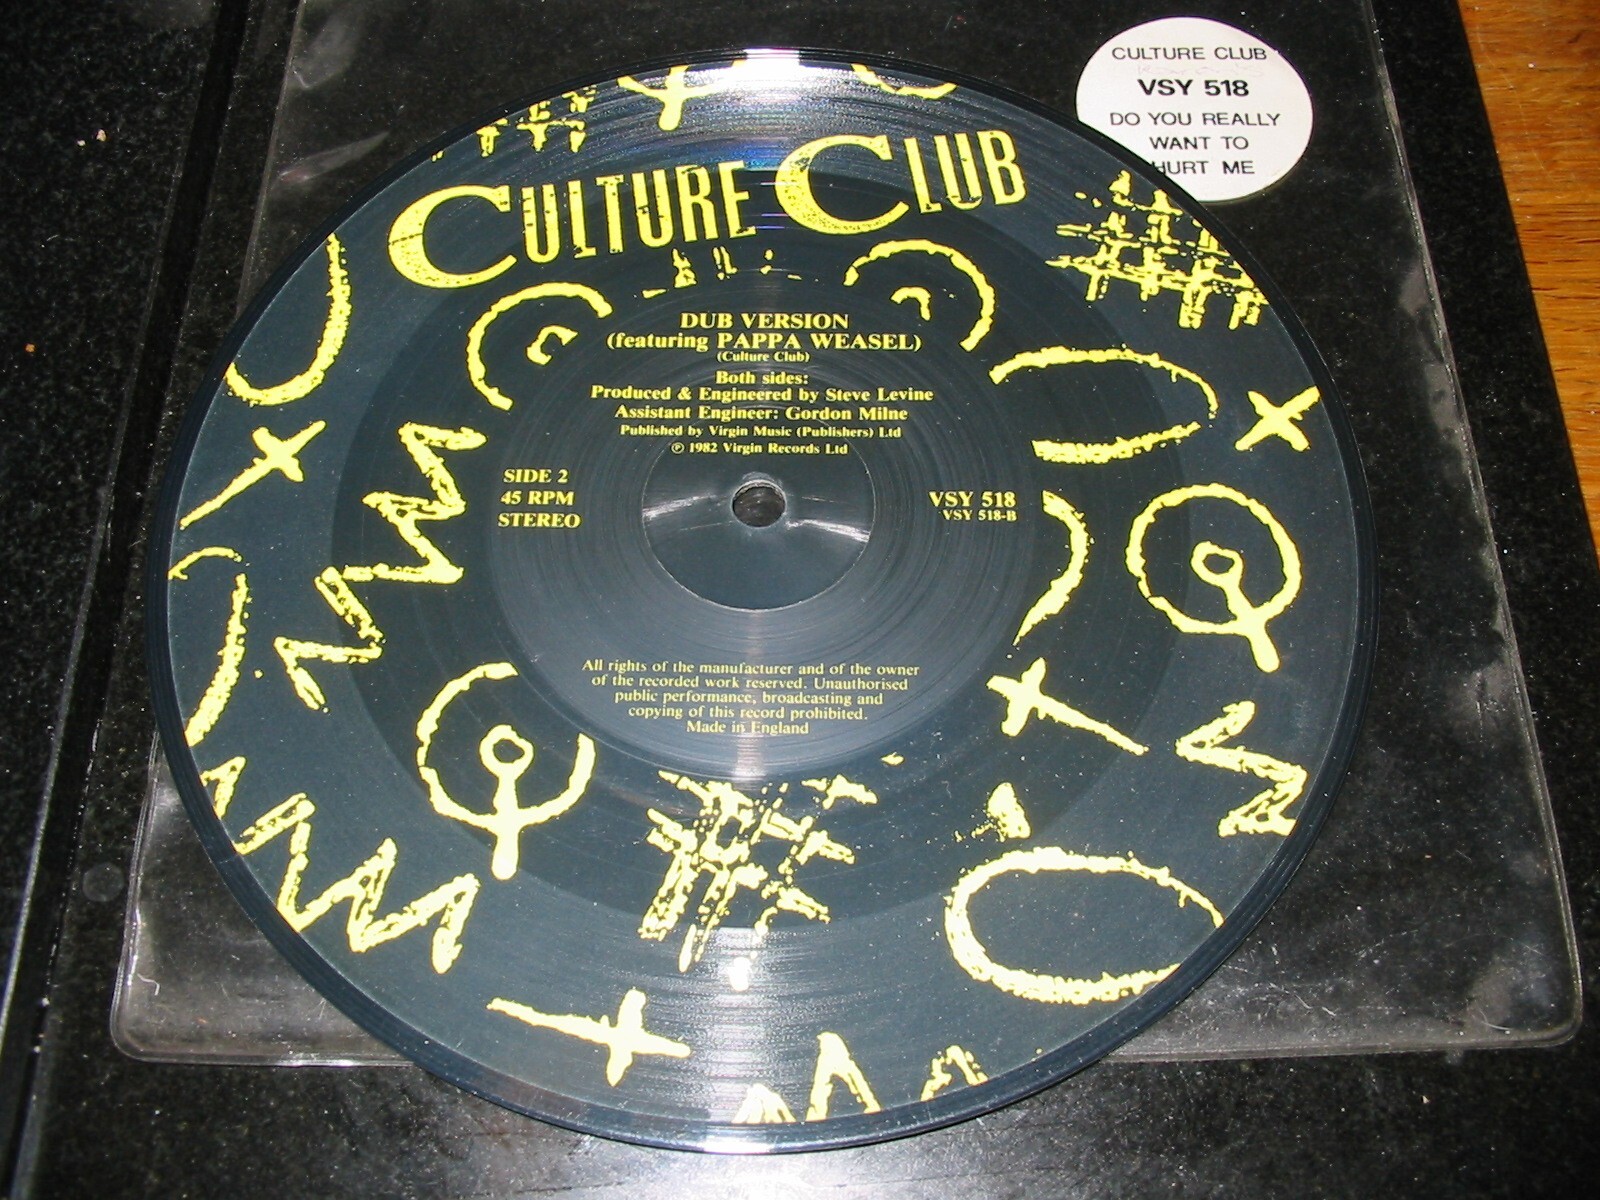 CULTURE CLUB
VSY 518
DO YOU REALLY
WANT TO
HURT ME
CULTURE CLUB
DUB VERSION
(featuring PAPPA WEASEL)
(Culture Club)
Both sides:
Produced & Engineered by Steve Levine
Assistant Engineer: Gordon Milne
Published by Virgin Music (Publishers) Ltd
℗ 1982 Virgin Records Ltd
SIDE 2
45 RPM
STEREO
VSY 518
VSY 518-B
All rights of the manufacturer and of the owner
of the recorded work reserved. Unauthorised
public performance, broadcasting and
copying of this record prohibited.
Made in England